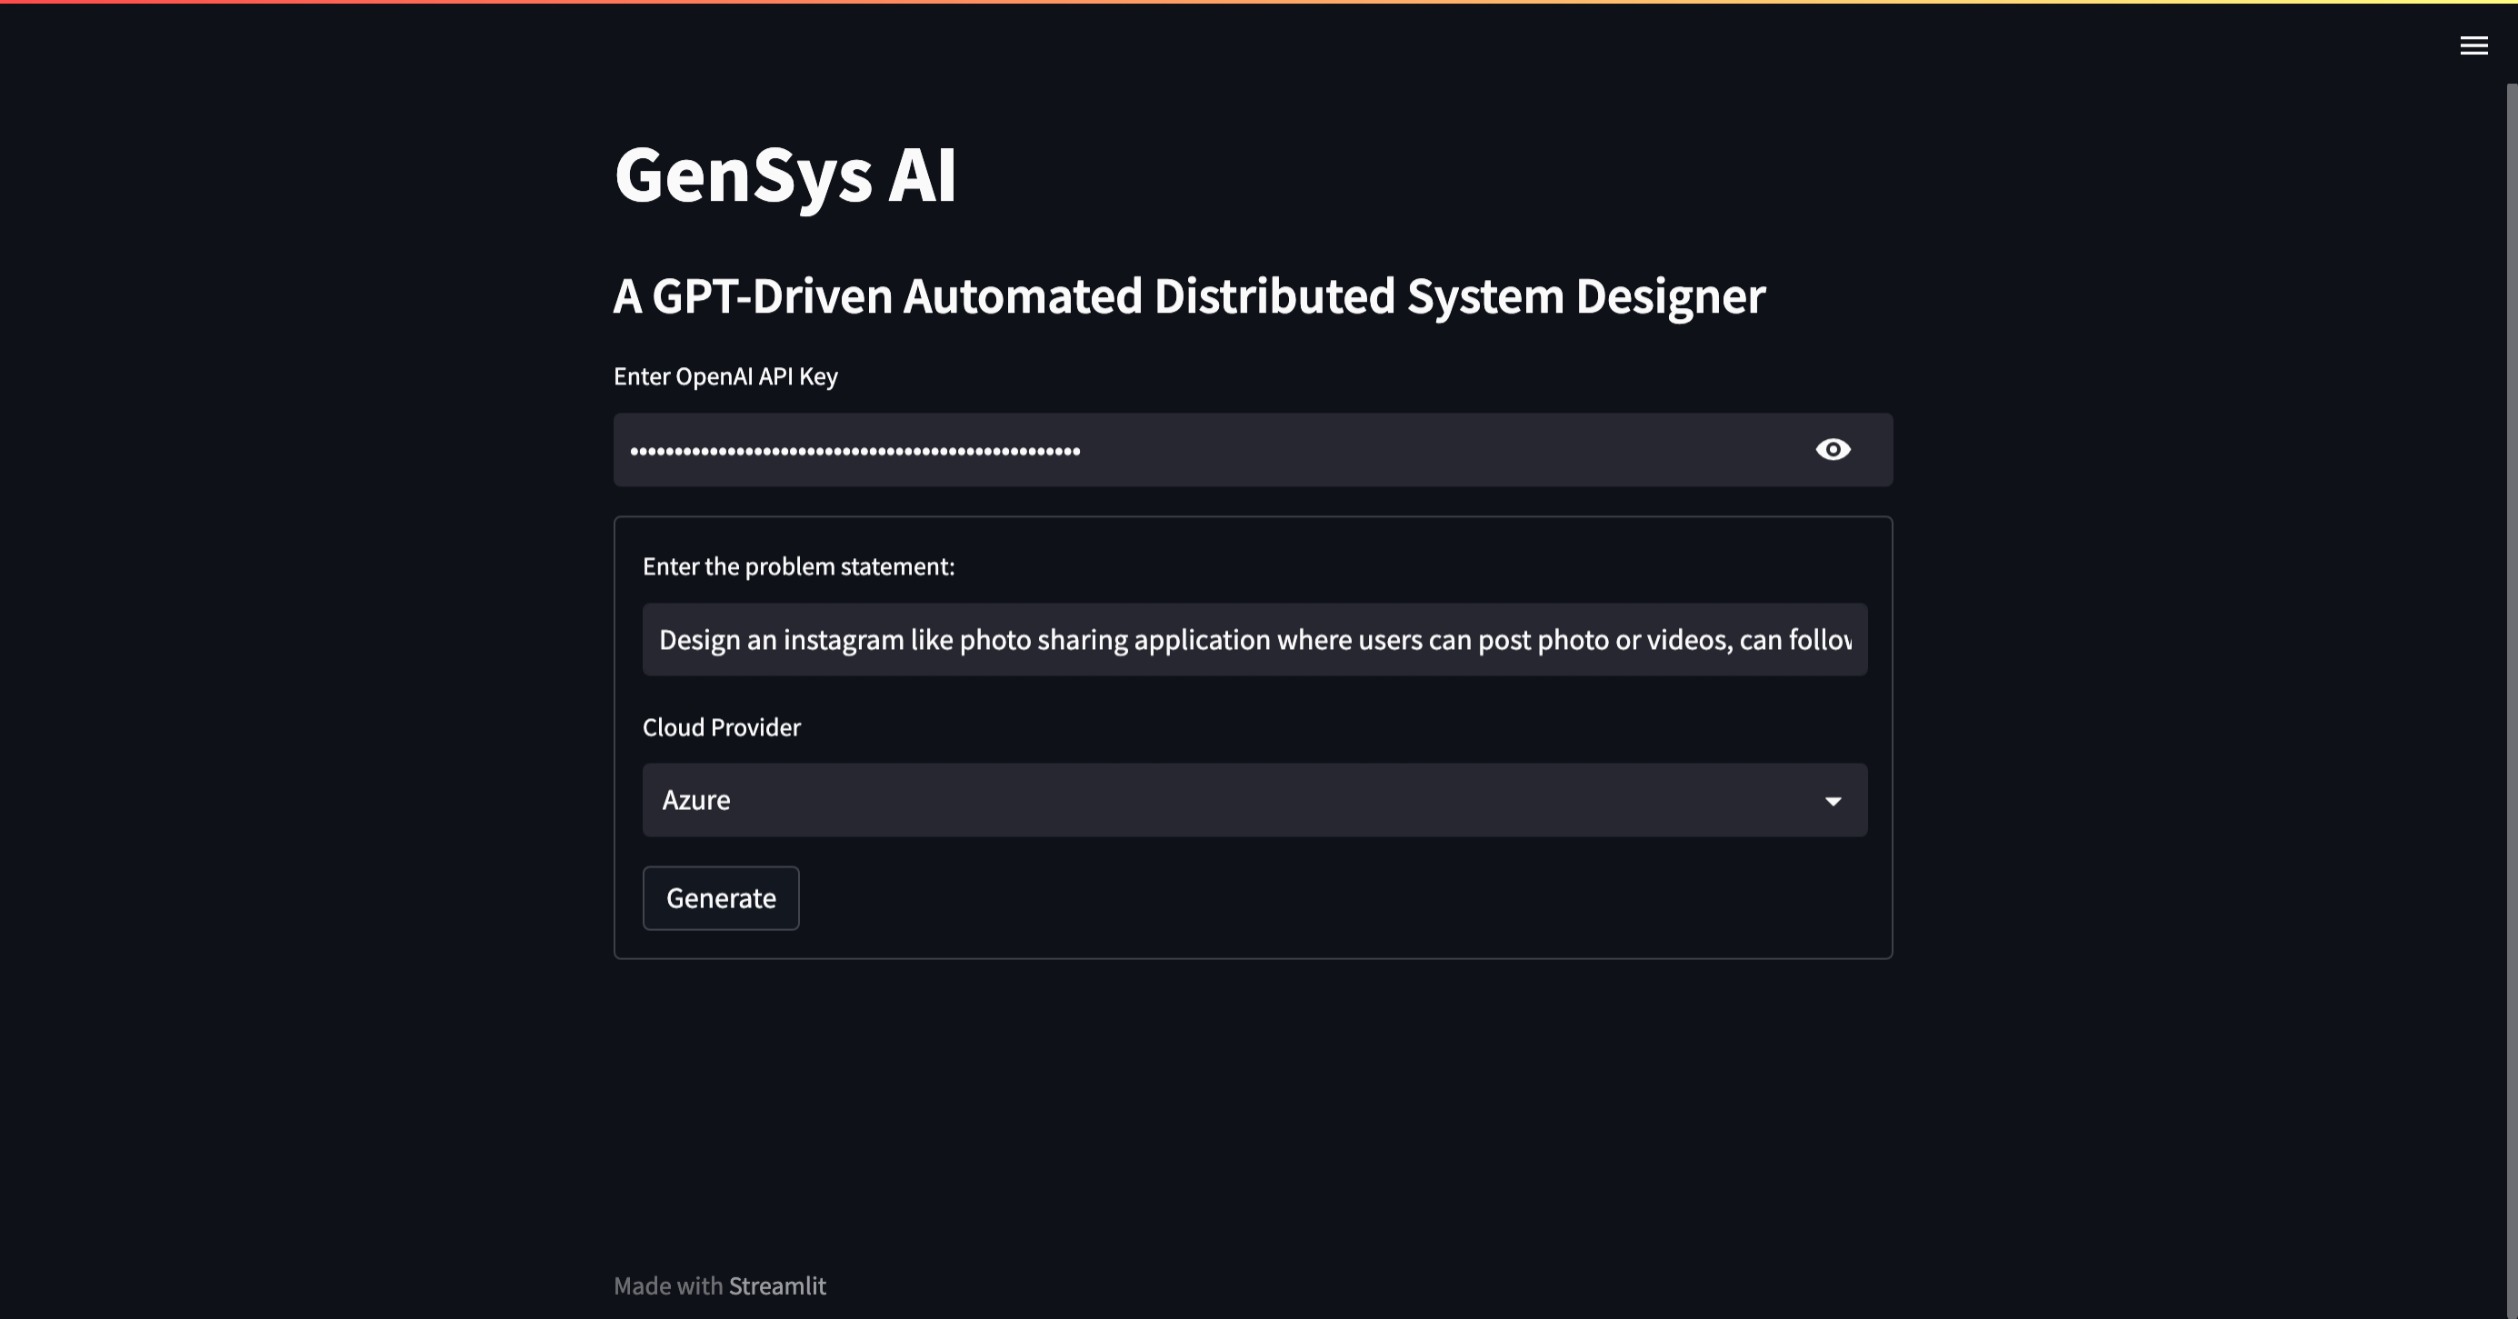 GenSys AI
A GPT-Driven Automated Distributed System Designer
Enter OpenAI API Key
Enter the problem statement:
Design an instagram like photo sharing application where users can post photo or videos, can
Cloud Provider
Azure
Generate
Made with Streamlit